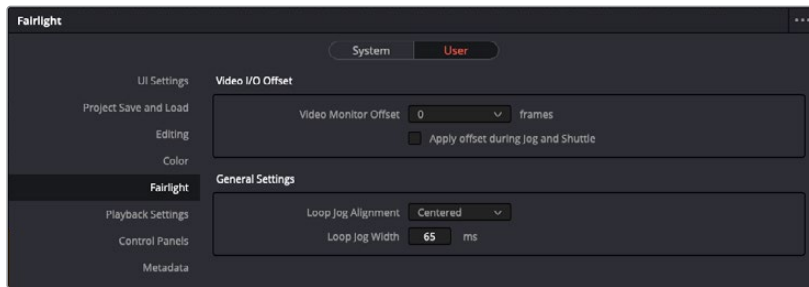 Fairlight
System User
UI Settings
Project Save and Load
Editing
Color
Fairlight
Playback Settings
Control Panels
Metadata
Video I/O Offset
Video Monitor Offset 0 frames
Apply offset during Jog and Shuttle
General Settings
Loop Jog Alignment Centered
Loop Jog Width 65 ms